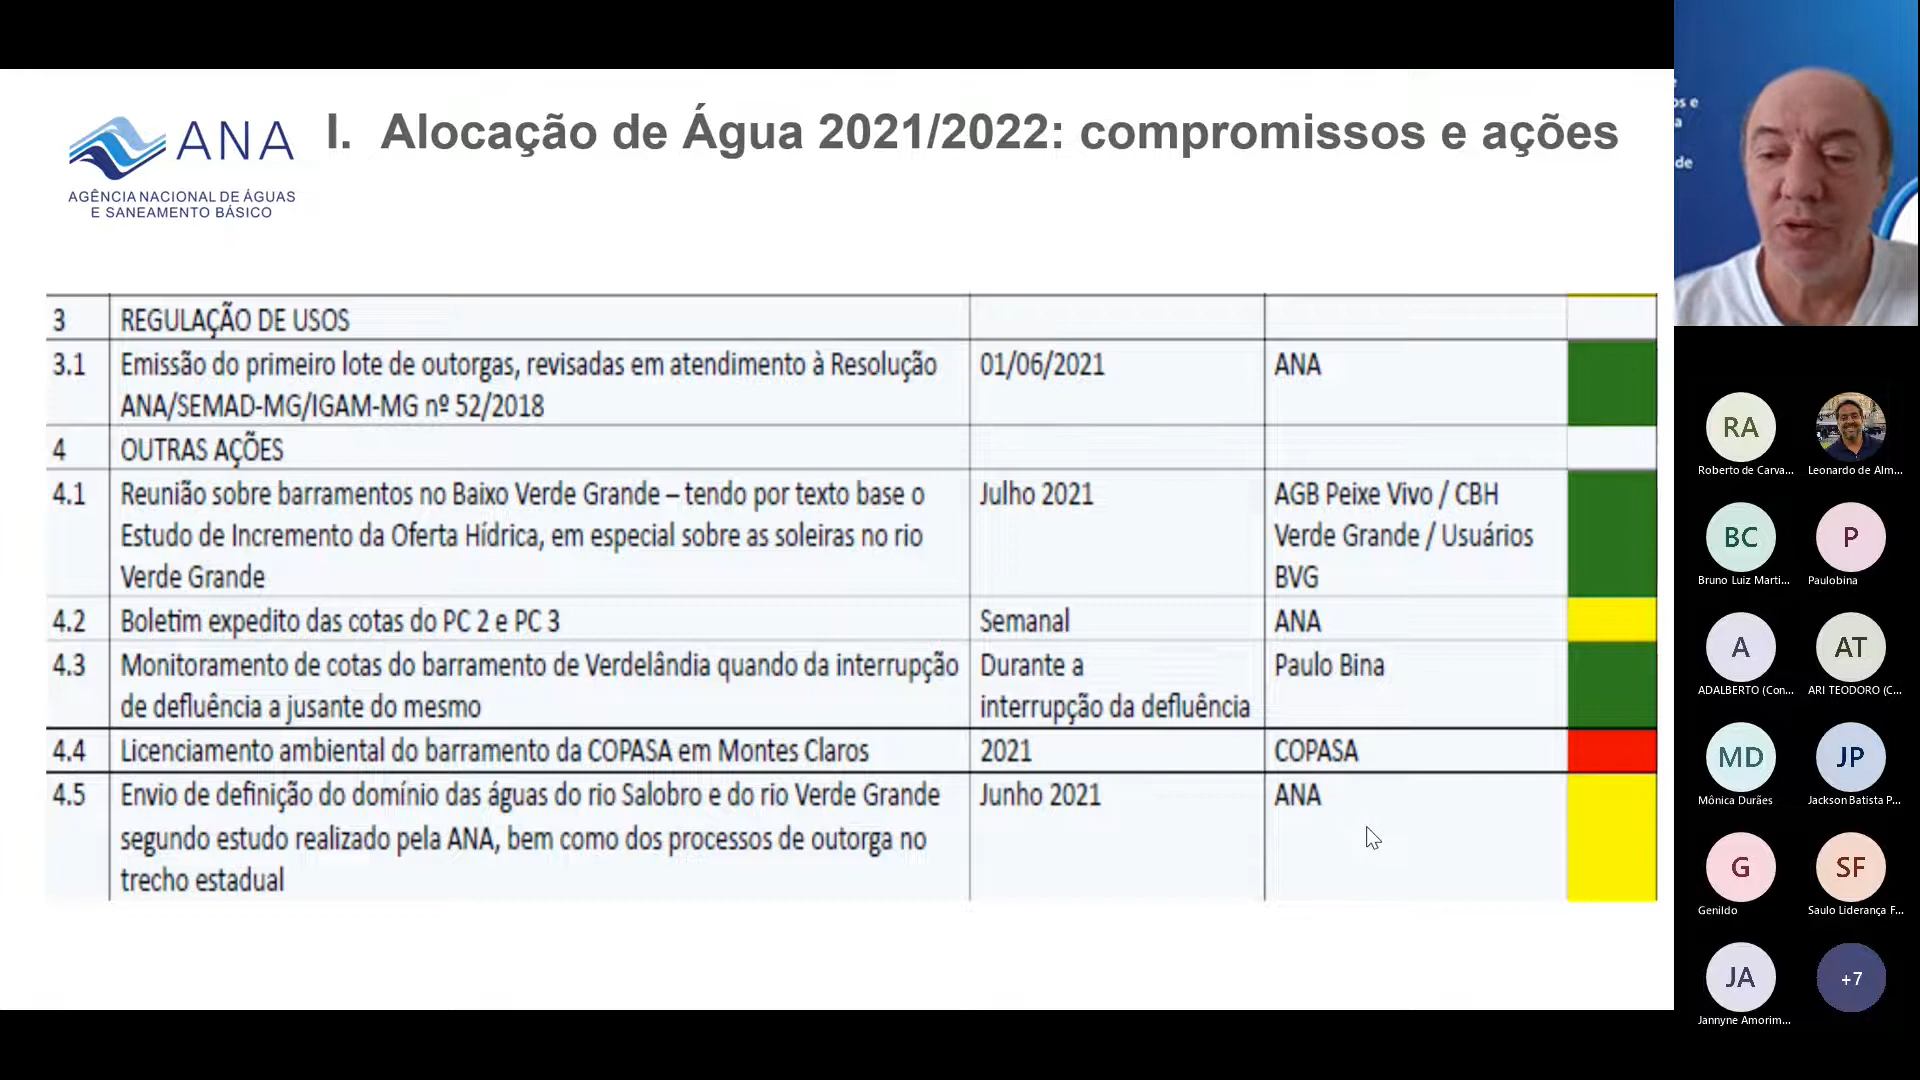 ANA
AGÊNCIA NACIONAL DE ÁGUAS
E SANEAMENTO BÁSICO
I. Alocação de Água 2021/2022: compromissos e ações
3 REGULAÇÃO DE USOS
3.1 Emissão do primeiro lote de outorgas, revisadas em atendimento à Resolução 01/06/2021 ANA
ANA/SEMAD-MG/IGAM-MG nº 52/2018
4 OUTRAS AÇÕES
4.1 Reunião sobre barramentos no Baixo Verde Grande – tendo por texto base o Julho 2021 AGB Peixe Vivo / CBH
Estudo de Incremento da Oferta Hídrica, em especial sobre as soleiras no rio Verde Grande / Usuários
Verde Grande BVG
4.2 Boletim expedito das cotas do PC 2 e PC 3 Semanal ANA
4.3 Monitoramento de cotas do barramento de Verdelândia quando da interrupção Durante a Paulo Bina
de defluência a jusante do mesmo interrupção da defluência
4.4 Licenciamento ambiental do barramento da COPASA em Montes Claros 2021 COPASA
4.5 Envio de definição do domínio das águas do rio Salobro e do rio Verde Grande Junho 2021 ANA
segundo estudo realizado pela ANA, bem como dos processos de outorga no
trecho estadual
os e
a
de
RA
Roberto de Carva... Leonardo de Alm...
BC P
Bruno Luiz Marti... Paulobina
A AT
ADALBERTO (Con... ARI TEODORO (C...
MD JP
Mônica Durães Jackson Batista P...
G SF
Genildo Saulo Liderança F...
JA +7
Jannyne Amorim...